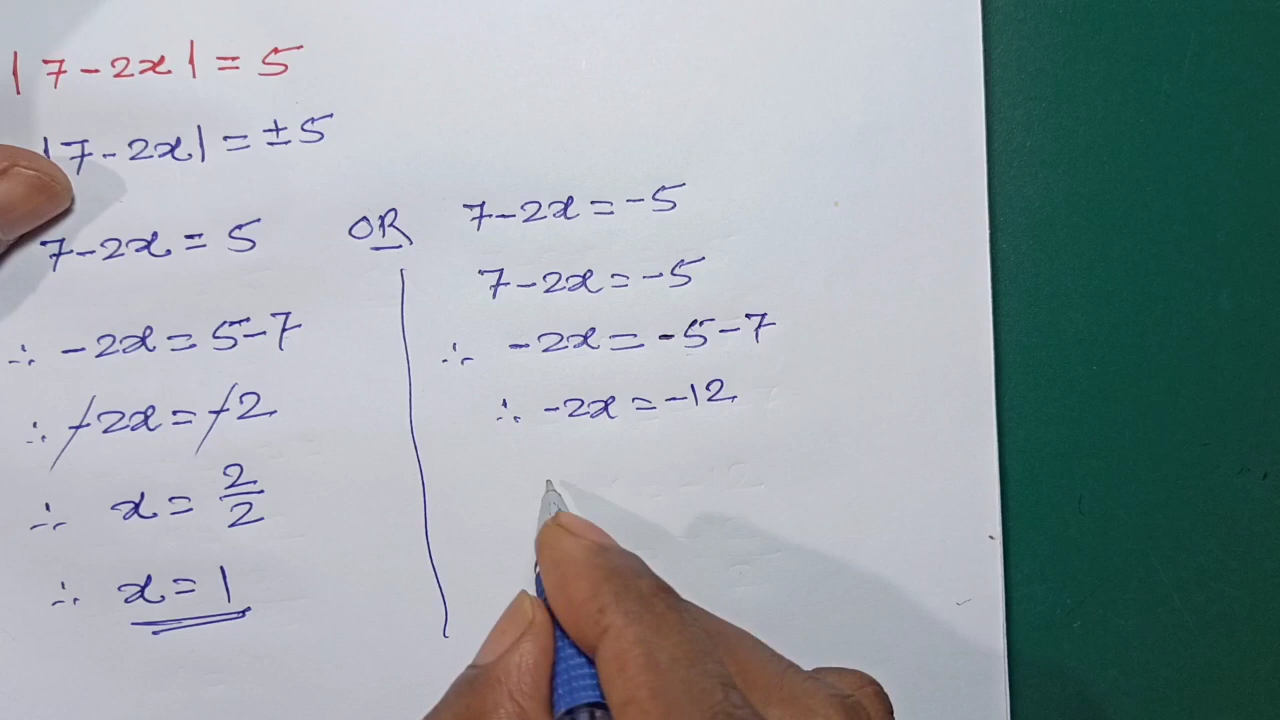 |7-2x| = 5
|7-2x| = ±5
7-2x = 5 OR 7-2x = -5
∴ -2x = 5-7
∴ -2x = -2
∴ x = 2/2
∴ x = 1
7-2x = -5
∴ -2x = -5-7
∴ -2x = -12